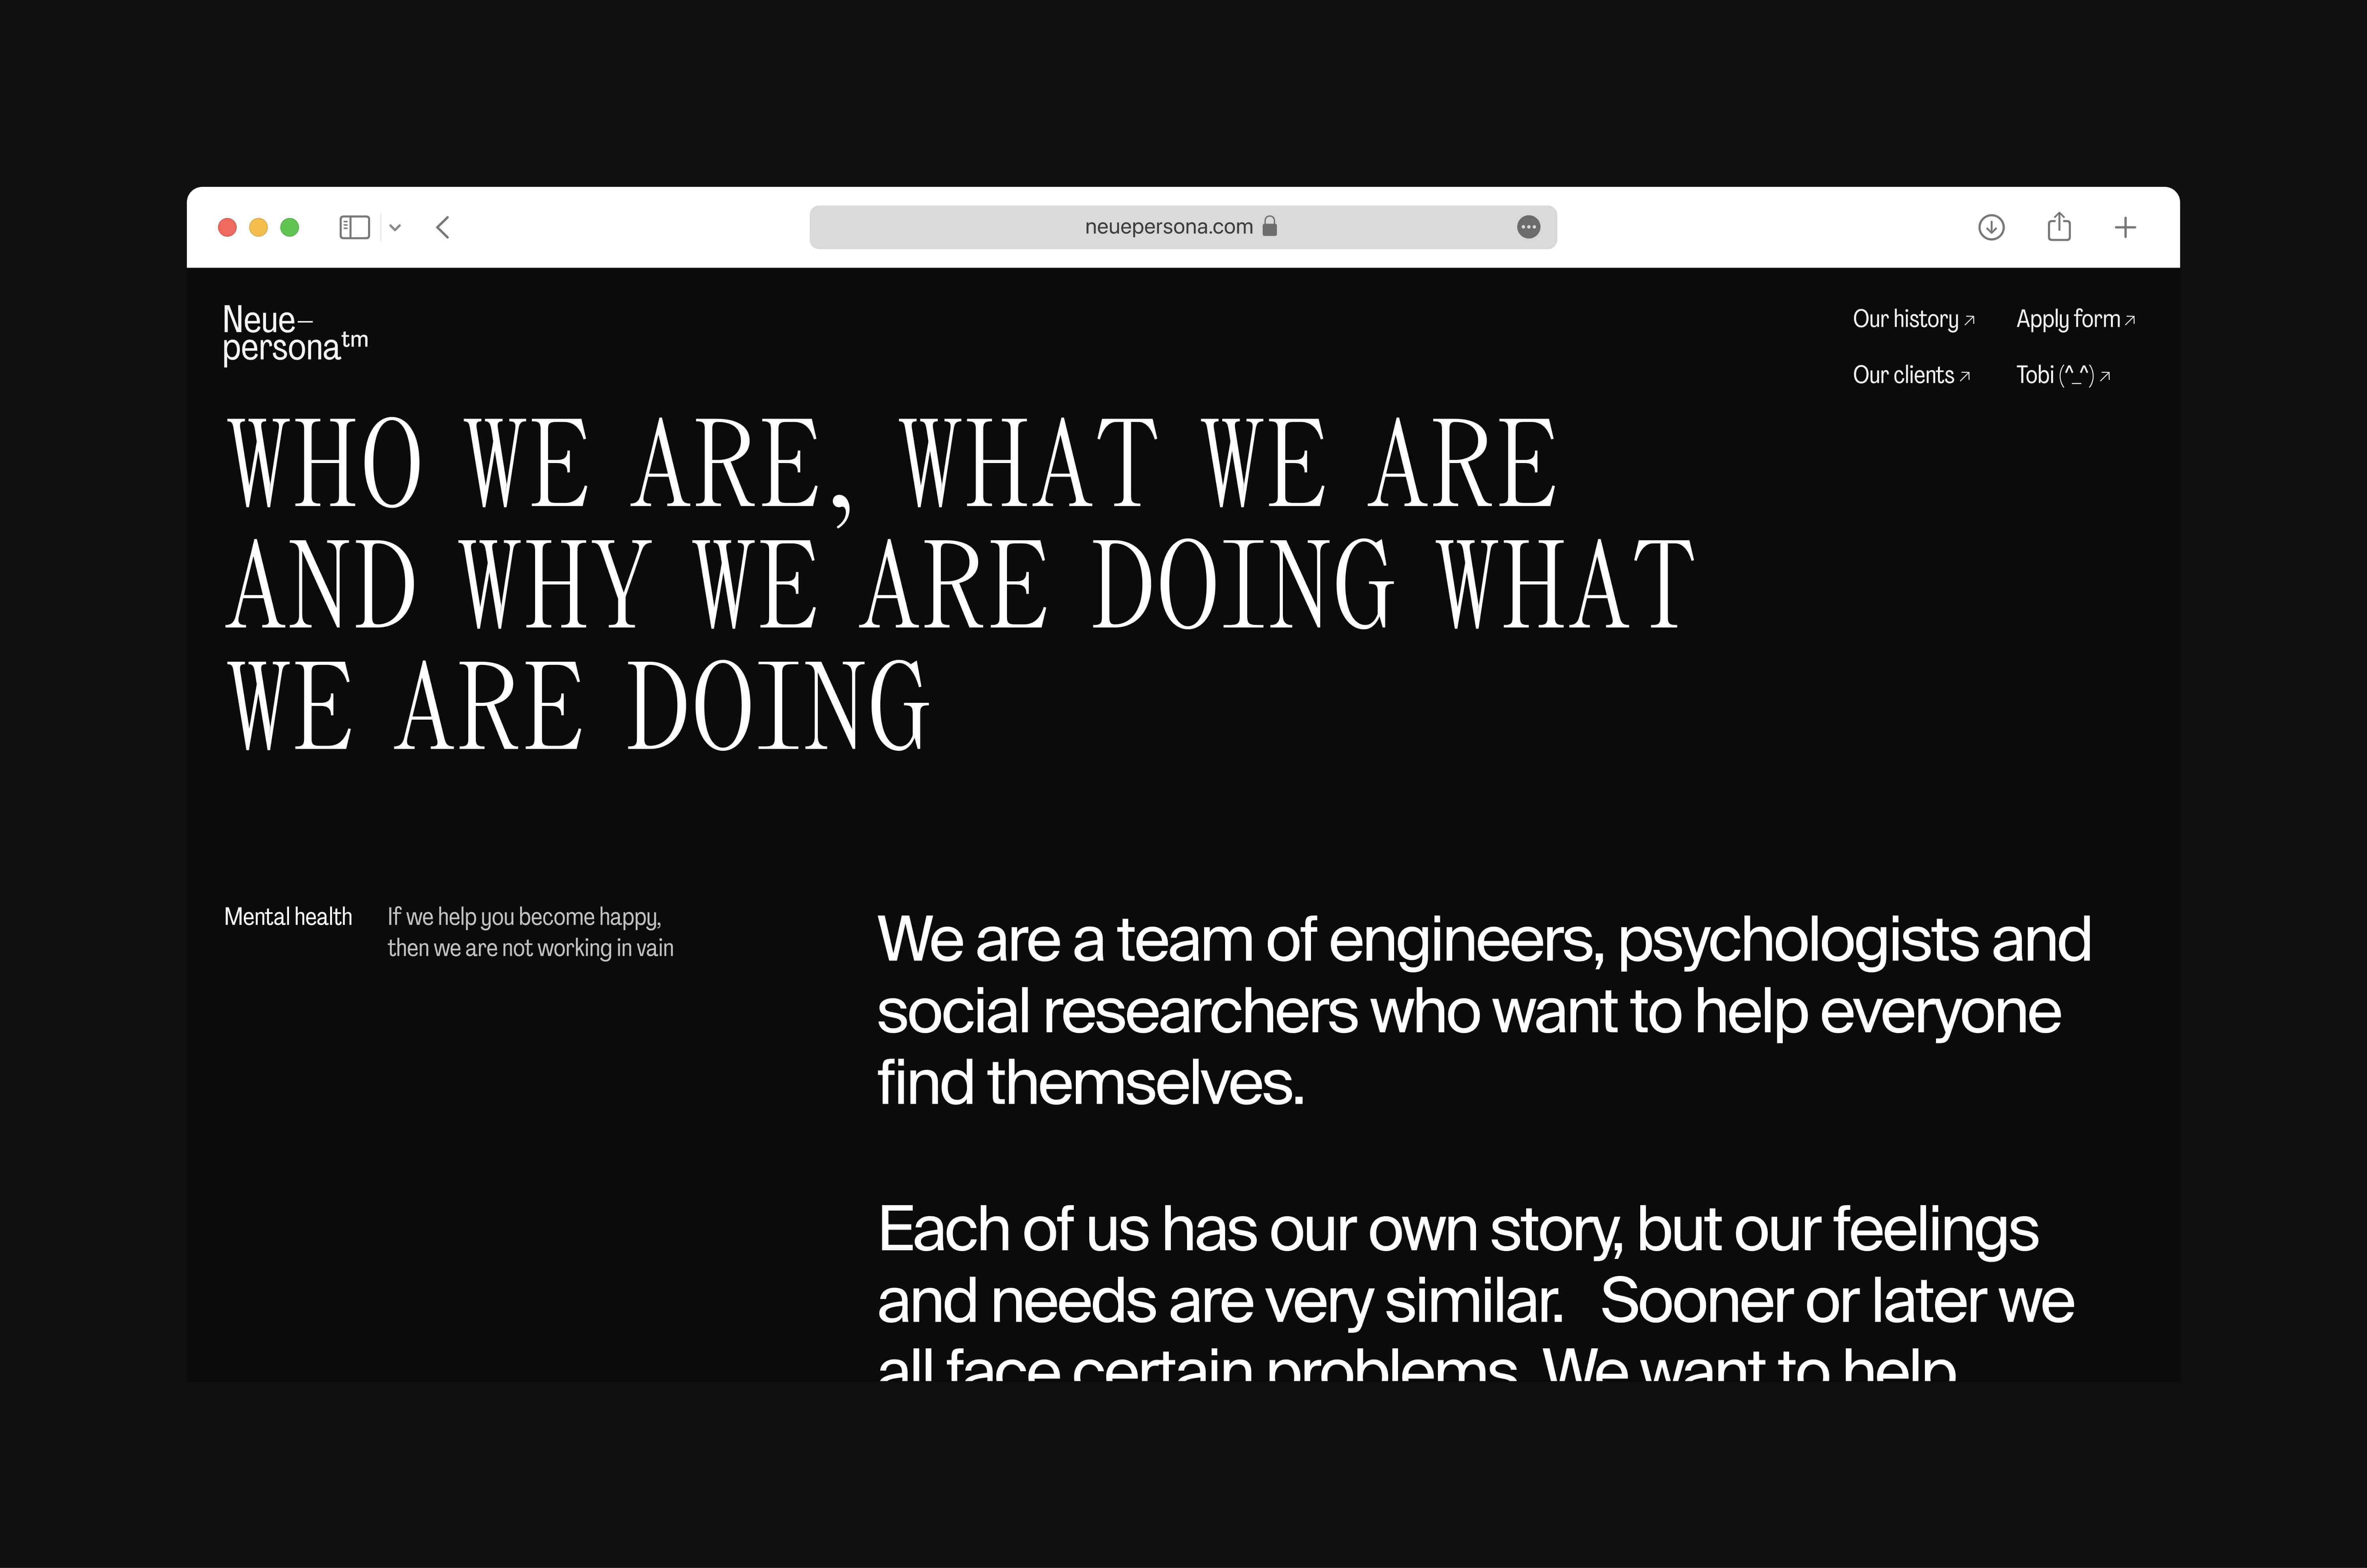 neuepersona.com
Neue–
persona™
Our history ↗ Apply form ↗
Our clients ↗ Tobi (^_^) ↗
WHO WE ARE, WHAT WE ARE
AND WHY WE ARE DOING WHAT
WE ARE DOING
Mental health
If we help you become happy,
then we are not working in vain
We are a team of engineers, psychologists and
social researchers who want to help everyone
find themselves.
Each of us has our own story, but our feelings
and needs are very similar. Sooner or later we
all face certain problems. We want to help